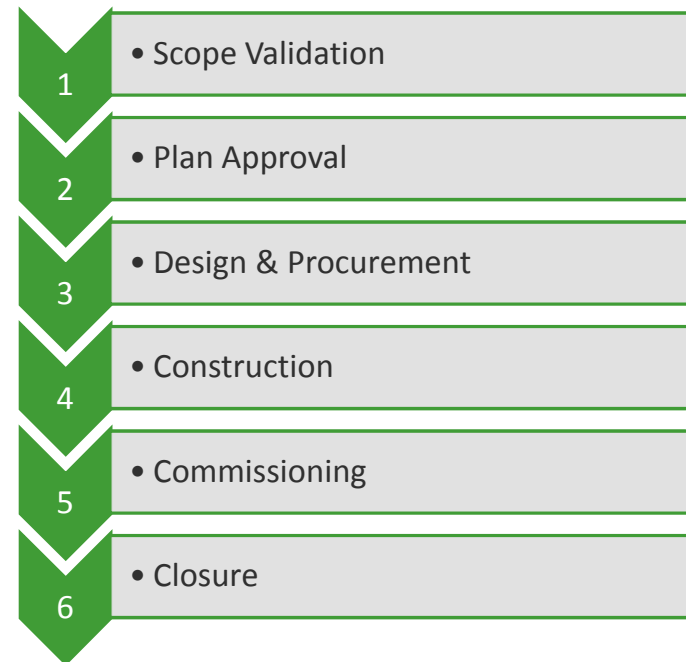 1
• Scope Validation
2
• Plan Approval
3
• Design & Procurement
4
• Construction
5
• Commissioning
6
• Closure